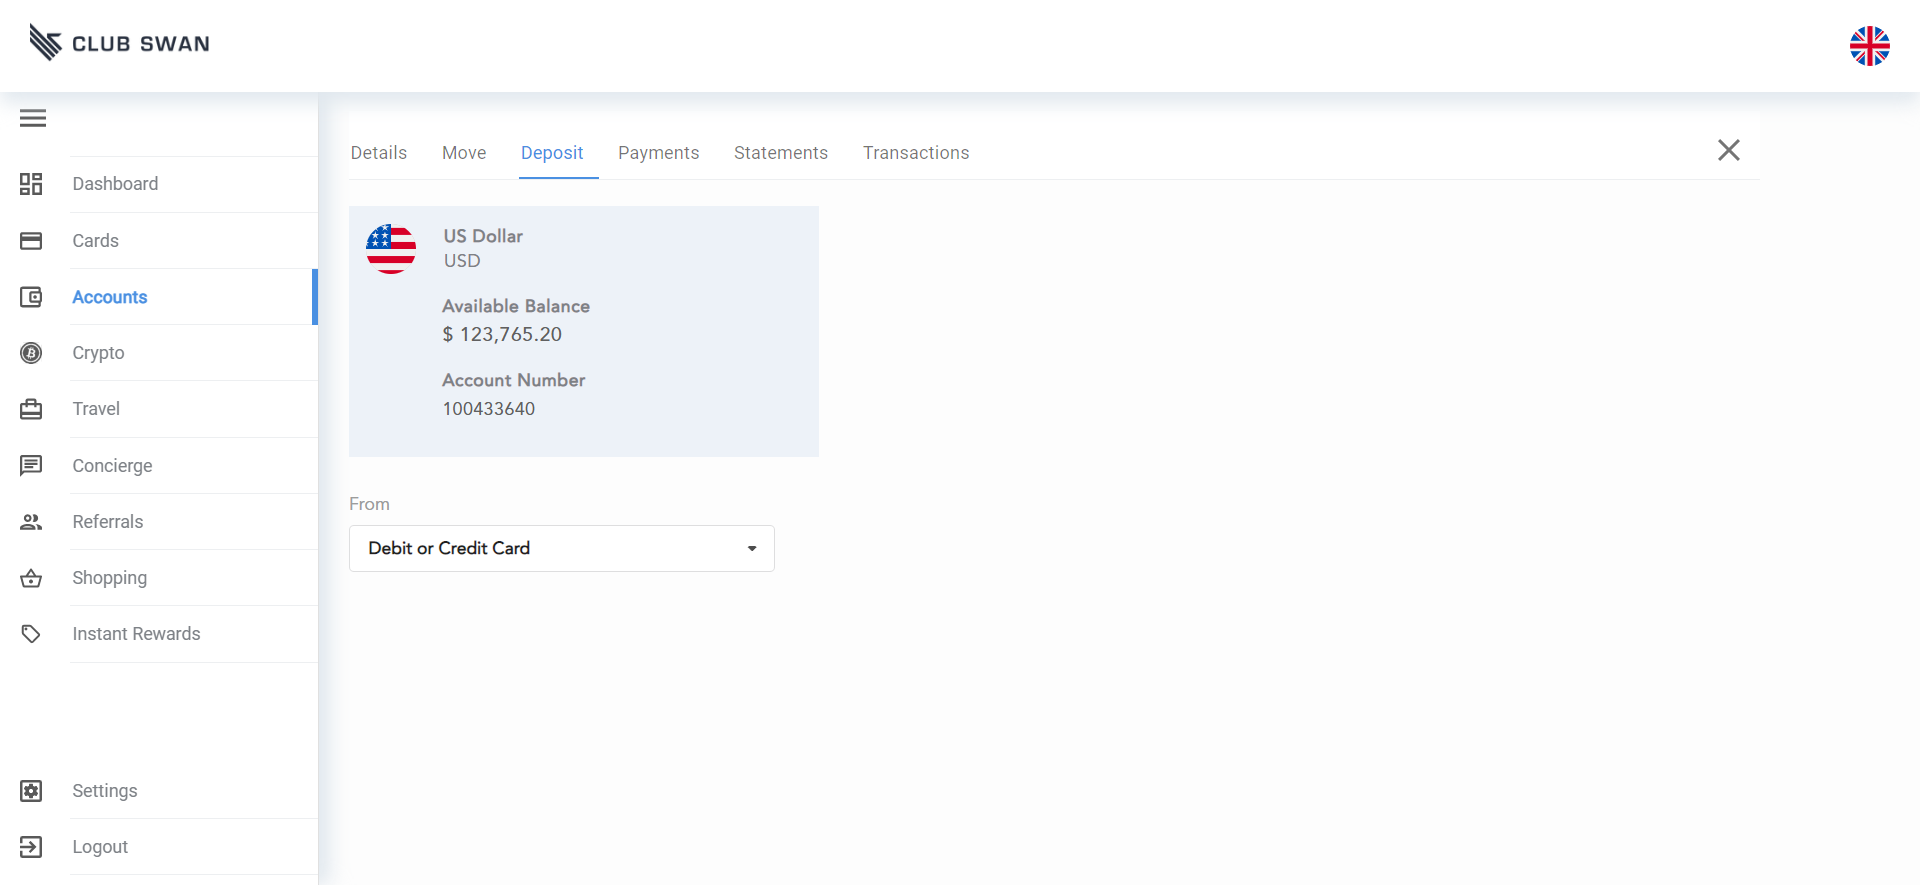 CLUB SWAN
Details Move Deposit Payments Statements Transactions
Dashboard
Cards
Accounts
Crypto
Travel
Concierge
Referrals
Shopping
Instant Rewards
Settings
Logout
US Dollar
USD
Available Balance
$ 123,765.20
Account Number
100433640
From
Debit or Credit Card